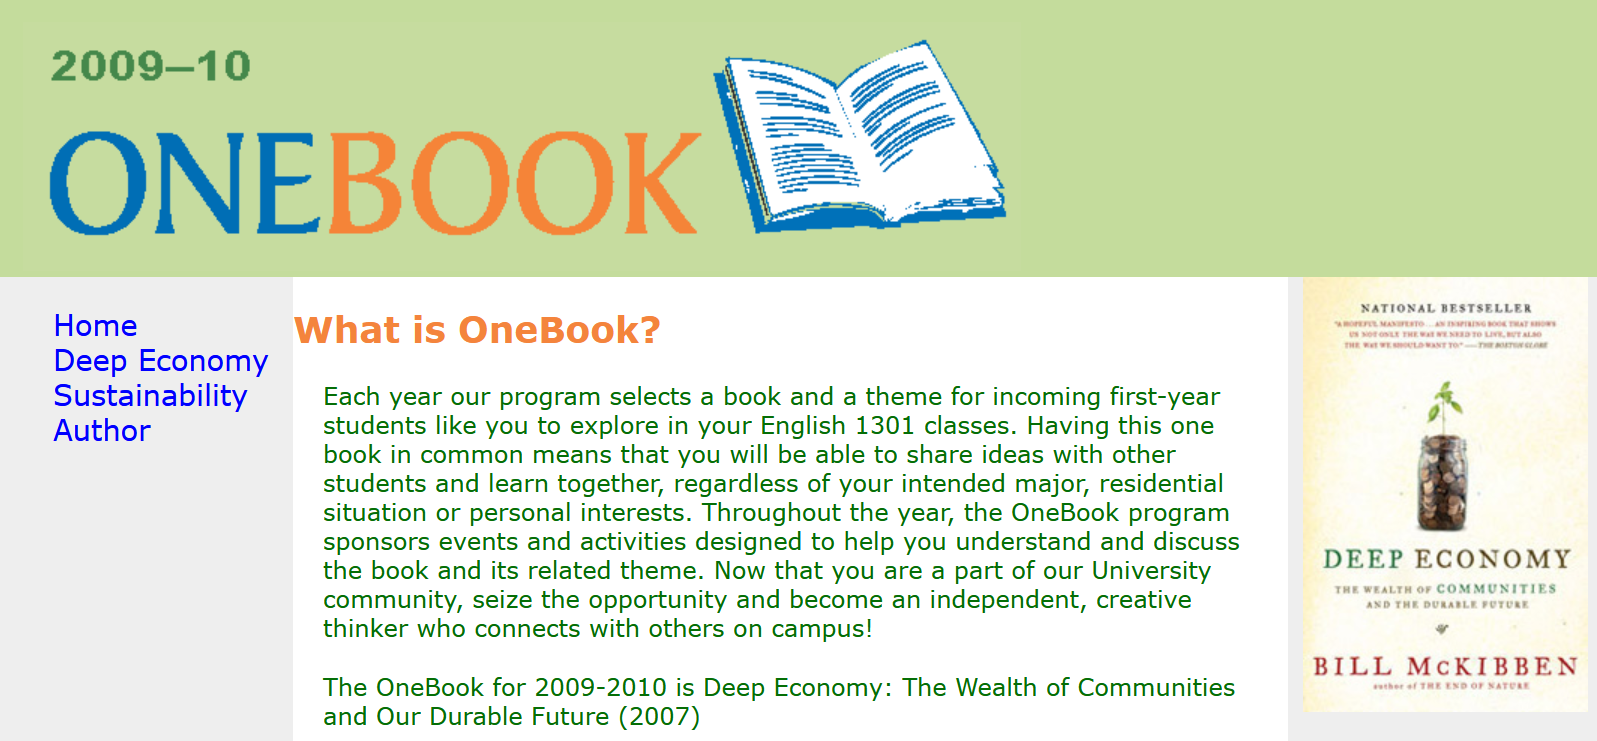 2009–10
ONEBOOK
Home
Deep Economy
Sustainability
Author
What is OneBook?
Each year our program selects a book and a theme for incoming first-year
students like you to explore in your English 1301 classes. Having this one
book in common means that you will be able to share ideas with other
students and learn together, regardless of your intended major, residential
situation or personal interests. Throughout the year, the OneBook program
sponsors events and activities designed to help you understand and discuss
the book and its related theme. Now that you are a part of our University
community, seize the opportunity and become an independent, creative
thinker who connects with others on campus!
The OneBook for 2009-2010 is Deep Economy: The Wealth of Communities
and Our Durable Future (2007)
NATIONAL BESTSELLER
"A HOPEFUL MANIFESTO . . . AN INSPIRING BOOK THAT SHOWS
US NOT ONLY THE WAY WE NEED TO LIVE, BUT ALSO
THE WAY WE SHOULD WANT TO." —THE BOSTON GLOBE
DEEP ECONOMY
THE WEALTH OF COMMUNITIES
AND THE DURABLE FUTURE
BILL McKIBBEN
author of THE END OF NATURE